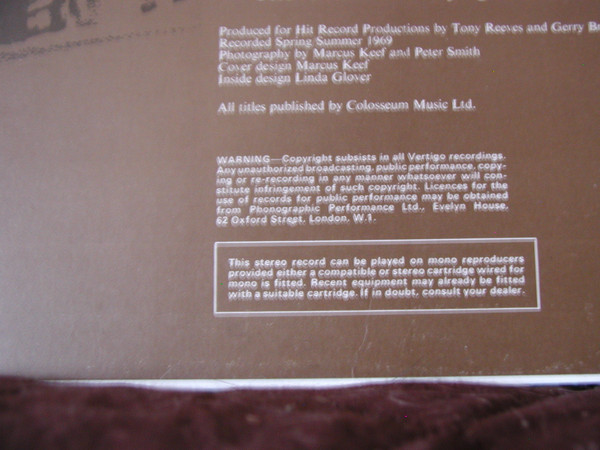 Produced for Hit Record Productions by Tony Reeves and Gerry
Recorded Spring Summer 1969
Photography by Marcus Keef and Peter Smith
Cover design Marcus Keef
Inside design Linda Glover
All titles published by Colosseum Music Ltd.
WARNING—Copyright subsists in all Vertigo recordings.
Any unauthorized broadcasting, public performance, copy-
ing or re-recording in any manner whatsoever will con-
stitute infringement of such copyright. Licences for the
use of records for public performance may be obtained
from Phonographic Performance Ltd., Evelyn House,
62 Oxford Street, London, W.1.
This stereo record can be played on mono reproducers
provided either a compatible or stereo cartridge wired for
mono is fitted. Recent equipment may already be fitted
with a suitable cartridge. If in doubt, consult your dealer.